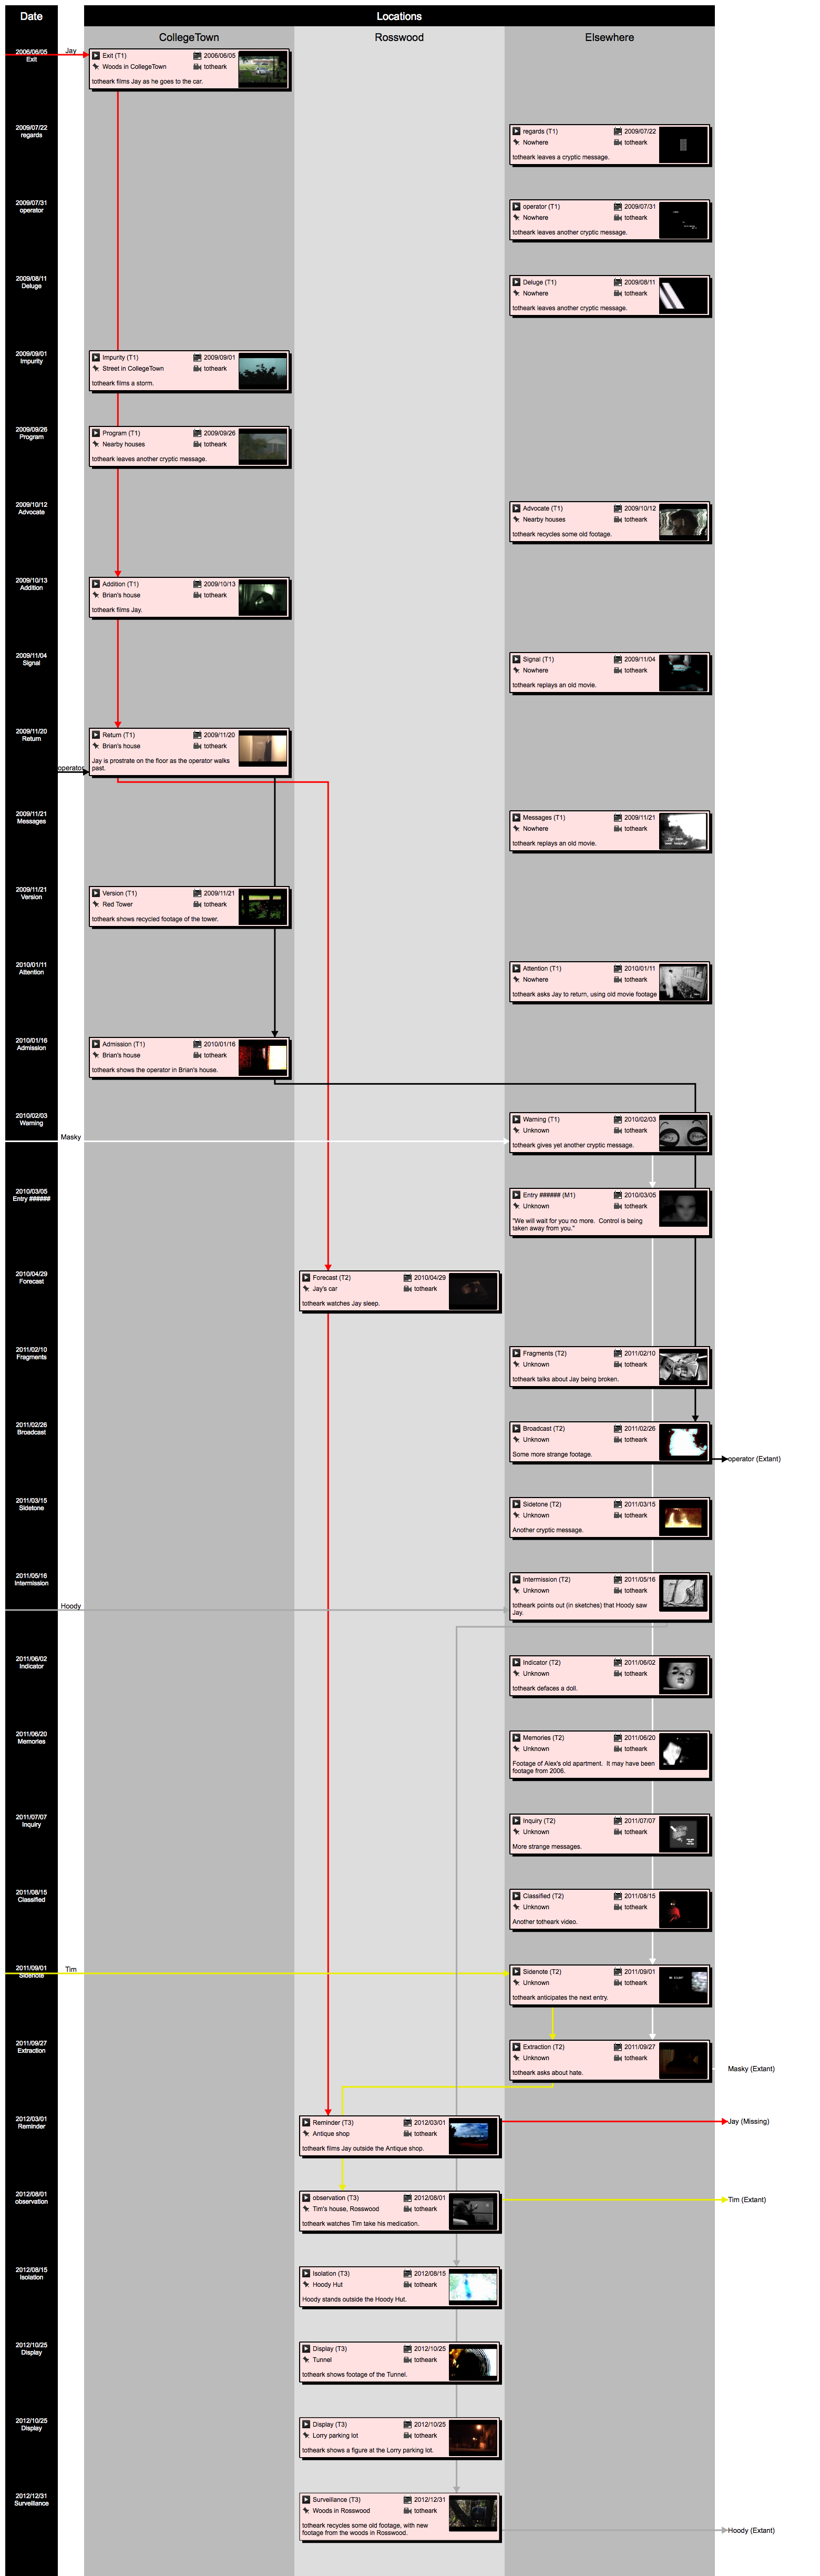 Date
Locations
CollegeTown
Rosswood
Elsewhere
2006/06/05
Exit
Jay
Exit (T1)
2006/06/05
Woods in CollegeTown
totheark
totheark films Jay as he goes to the car.
2009/07/22
regards
regards (T1)
2009/07/22
Nowhere
totheark
totheark leaves a cryptic message.
2009/07/31
operator
operator (T1)
2009/07/31
Nowhere
totheark
totheark leaves another cryptic message.
2009/08/11
Deluge
Deluge (T1)
2009/08/11
Nowhere
totheark
totheark leaves another cryptic message.
2009/09/01
Impurity
Impurity (T1)
2009/09/01
Street in CollegeTown
totheark
totheark films a storm.
2009/09/26
Program
Program (T1)
2009/09/26
Nearby houses
totheark
totheark leaves another cryptic message.
2009/10/12
Advocate
Advocate (T1)
2009/10/12
Nearby houses
totheark
totheark recycles some old footage.
2009/10/13
Addition
Addition (T1)
2009/10/13
Brian's house
totheark
totheark films Jay.
2009/11/04
Signal
Signal (T1)
2009/11/04
Nowhere
totheark
totheark replays an old movie.
2009/11/20
Return
Return (T1)
2009/11/20
Brian's house
totheark
Jay is prostrate on the floor as the operator walks
past.
operator
2009/11/21
Messages
Messages (T1)
2009/11/21
Nowhere
totheark
totheark replays an old movie.
2009/11/21
Version
Version (T1)
2009/11/21
Red Tower
totheark
totheark shows recycled footage of the tower.
2010/01/11
Attention
Attention (T1)
2010/01/11
Nowhere
totheark
totheark asks Jay to return, using old movie footage
2010/01/16
Admission
Admission (T1)
2010/01/16
Brian's house
totheark
totheark shows the operator in Brian's house.
2010/02/03
Warning
Warning (T1)
2010/02/03
Unknown
totheark
totheark gives yet another cryptic message.
Masky
2010/03/05
Entry ######
Entry ###### (M1)
2010/03/05
Unknown
totheark
"We will wait for you no more. Control is being
taken away from you."
2010/04/29
Forecast
Forecast (T2)
2010/04/29
Jay's car
totheark
totheark watches Jay sleep.
2011/02/10
Fragments
Fragments (T2)
2011/02/10
Unknown
totheark
totheark talks about Jay being broken.
2011/02/26
Broadcast
Broadcast (T2)
2011/02/26
Unknown
totheark
Some more strange footage.
operator (Extant)
2011/03/15
Sidetone
Sidetone (T2)
2011/03/15
Unknown
totheark
Another cryptic message.
2011/05/16
Intermission
Intermission (T2)
2011/05/16
Unknown
totheark
totheark points out (in sketches) that Hoody saw
Jay.
Hoody
2011/06/02
Indicator
Indicator (T2)
2011/06/02
Unknown
totheark
totheark defaces a doll.
2011/06/20
Memories
Memories (T2)
2011/06/20
Unknown
totheark
Footage of Alex's old apartment. It may have been
footage from 2006.
2011/07/07
Inquiry
Inquiry (T2)
2011/07/07
Unknown
totheark
More strange messages.
2011/08/15
Classified
Classified (T2)
2011/08/15
Unknown
totheark
Another totheark video.
2011/09/01
Sidenote
Tim
Sidenote (T2)
2011/09/01
Unknown
totheark
totheark anticipates the next entry.
2011/09/27
Extraction
Extraction (T2)
2011/09/27
Unknown
totheark
totheark asks about hate.
Masky (Extant)
2012/03/01
Reminder
Reminder (T3)
2012/03/01
Antique shop
totheark
totheark films Jay outside the Antique shop.
Jay (Missing)
2012/08/01
observation
observation (T3)
2012/08/01
Tim's house, Rosswood
totheark
totheark watches Tim take his medication.
Tim (Extant)
2012/08/15
Isolation
Isolation (T3)
2012/08/15
Hoody Hut
totheark
Hoody stands outside the Hoody Hut.
2012/10/25
Display
Display (T3)
2012/10/25
Tunnel
totheark
totheark shows footage of the Tunnel.
2012/10/25
Display
Display (T3)
2012/10/25
Lorry parking lot
totheark
totheark shows a figure at the Lorry parking lot.
2012/12/31
Surveillance
Surveillance (T3)
2012/12/31
Woods in Rosswood
totheark
totheark recycles some old footage, with new
footage from the woods in Rosswood.
Hoody (Extant)